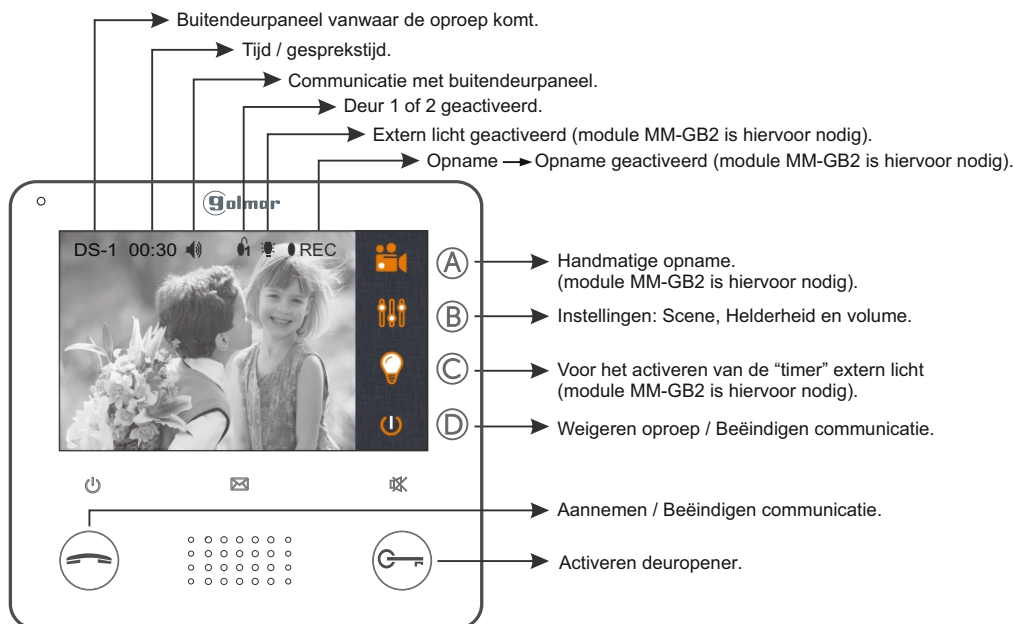 Buitendeurpaneel vanwaar de oproep komt.
Tijd / gesprekstijd.
Communicatie met buitendeurpaneel.
Deur 1 of 2 geactiveerd.
Extern licht geactiveerd (module MM-GB2 is hiervoor nodig).
Opname Opname geactiveerd (module MM-GB2 is hiervoor nodig).
golmar
DS-1 00:30 1 REC
A
Handmatige opname.
(module MM-GB2 is hiervoor nodig).
B
Instellingen: Scene, Helderheid en volume.
C
Voor het activeren van de “timer” extern licht
(module MM-GB2 is hiervoor nodig).
D
Weigeren oproep / Beëindigen communicatie.
Aannemen / Beëindigen communicatie.
Activeren deuropener.